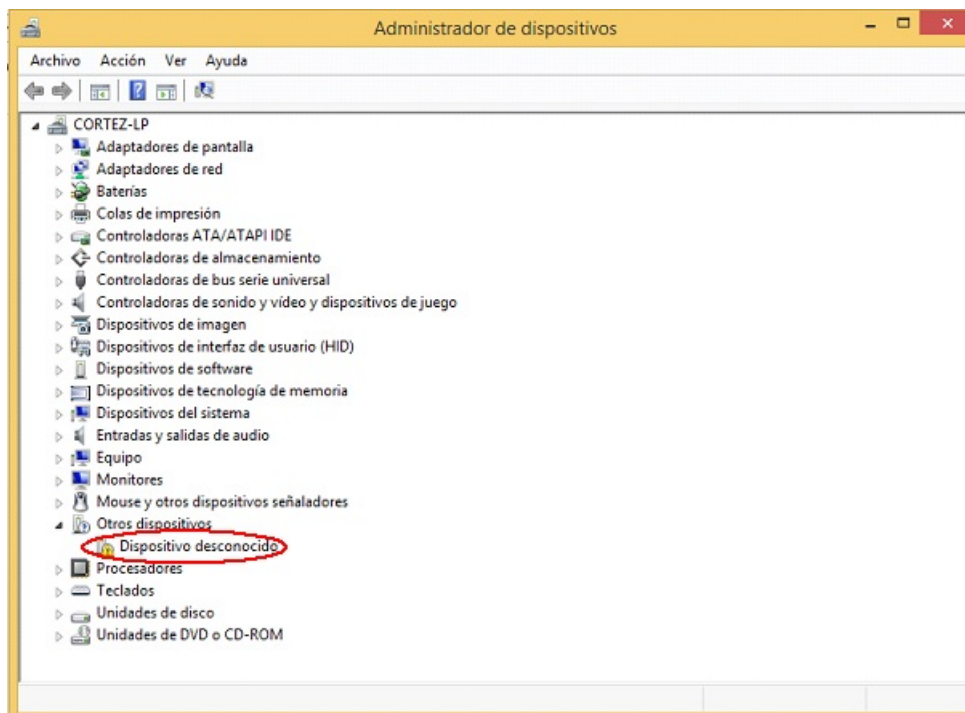 Administrador de dispositivos
Archivo Acción Ver Ayuda
CORTEZ-LP
Adaptadores de pantalla
Adaptadores de red
Baterías
Colas de impresión
Controladoras ATA/ATAPI IDE
Controladoras de almacenamiento
Controladoras de bus serie universal
Controladoras de sonido y vídeo y dispositivos de juego
Dispositivos de imagen
Dispositivos de interfaz de usuario (HID)
Dispositivos de software
Dispositivos de tecnología de memoria
Dispositivos del sistema
Entradas y salidas de audio
Equipo
Monitores
Mouse y otros dispositivos señaladores
Otros dispositivos
Dispositivo desconocido
Procesadores
Teclados
Unidades de disco
Unidades de DVD o CD-ROM